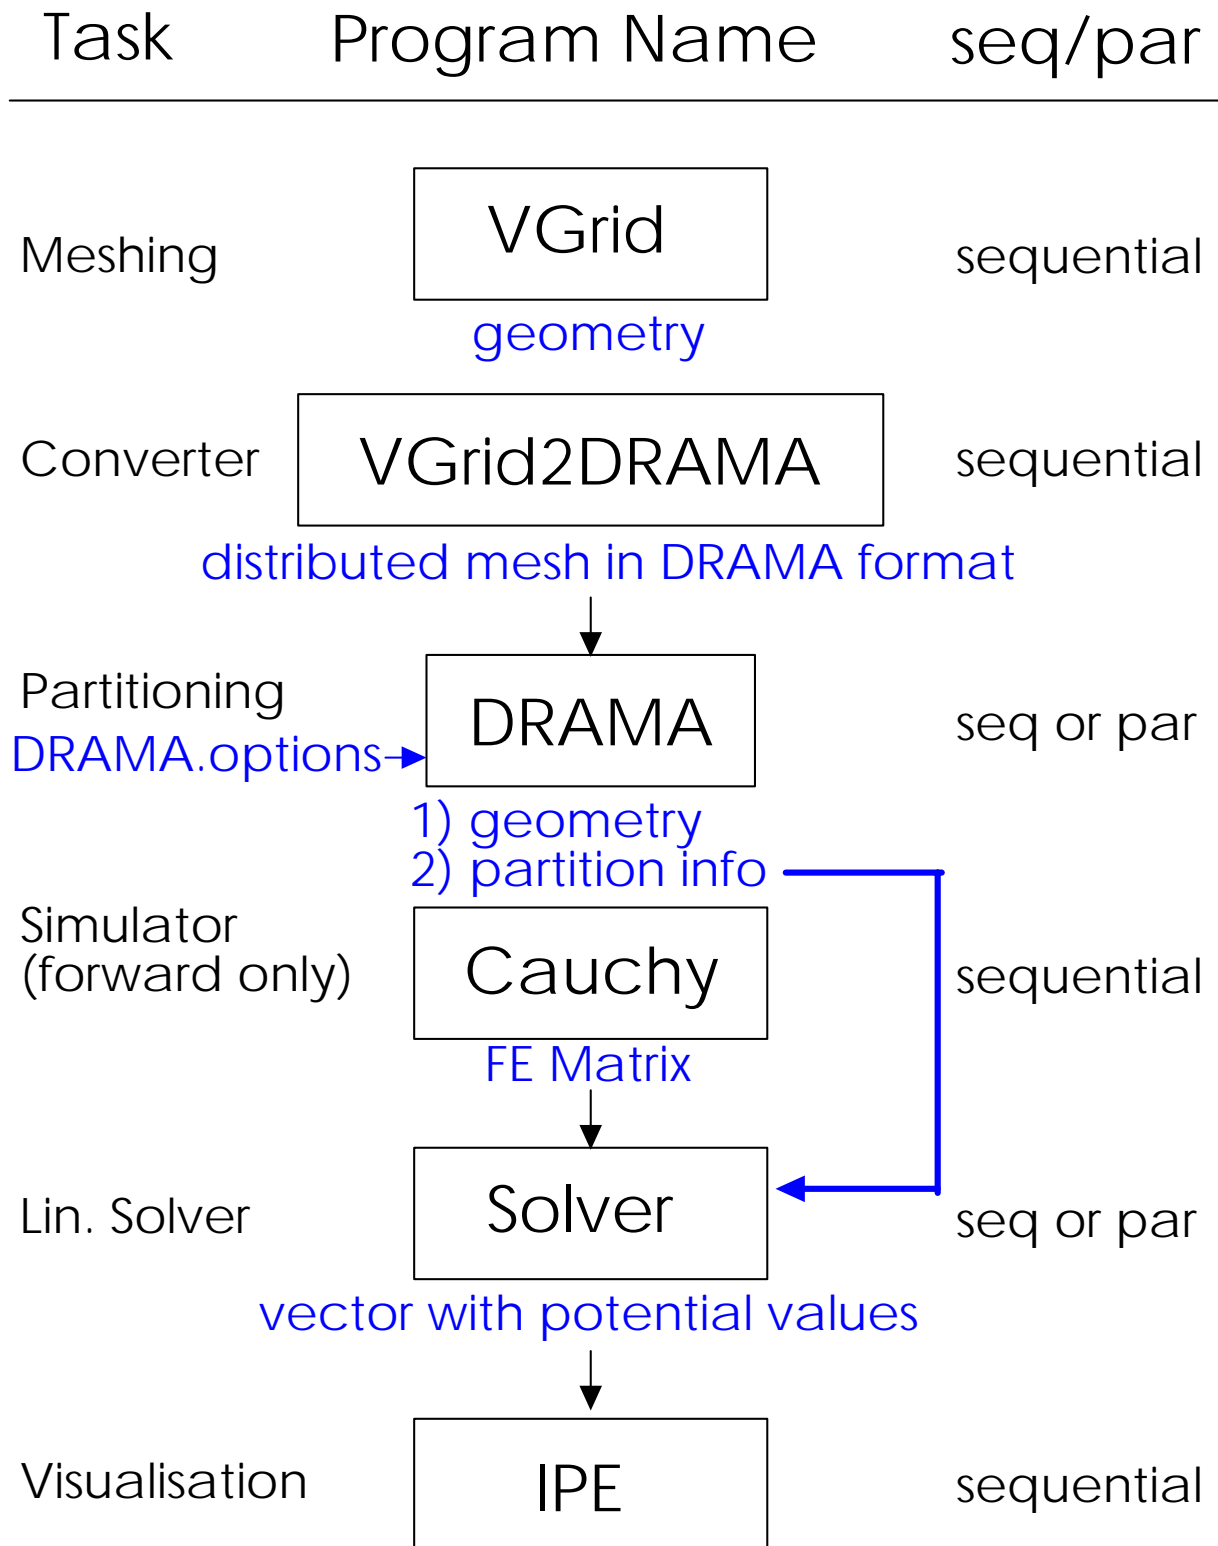 Task Program Name seq/par
Meshing VGrid sequential
geometry
Converter VGrid2DRAMA sequential
distributed mesh in DRAMA format
Partitioning DRAMA seq or par
DRAMA.options
1) geometry
2) partition info
Simulator
(forward only) Cauchy sequential
FE Matrix
Lin. Solver Solver seq or par
vector with potential values
Visualisation IPE sequential